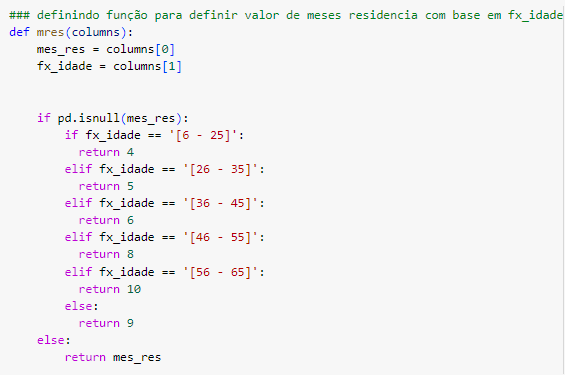 ### definindo função para definir valor de meses residencia com base em fx_idade
def mres(columns):
    mes_res = columns[0]
    fx_idade = columns[1]
    if pd.isnull(mes_res):
        if fx_idade == '[6 - 25]':
          return 4
        elif fx_idade == '[26 - 35]':
          return 5
        elif fx_idade == '[36 - 45]':
          return 6
        elif fx_idade == '[46 - 55]':
          return 8
        elif fx_idade == '[56 - 65]':
          return 10
        else:
          return 9
    else:
        return mes_res